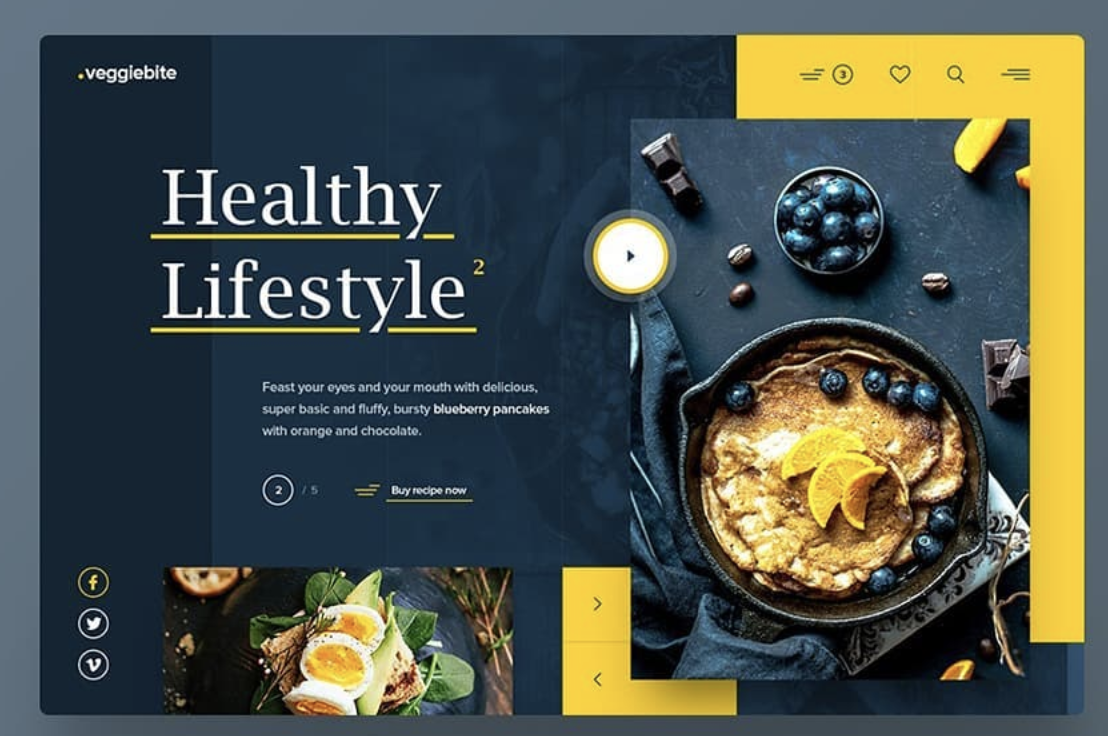 .veggiebite
3
Healthy
Lifestyle 2
Feast your eyes and your mouth with delicious,
super basic and fluffy, bursty blueberry pancakes
with orange and chocolate.
2 / 5
Buy recipe now